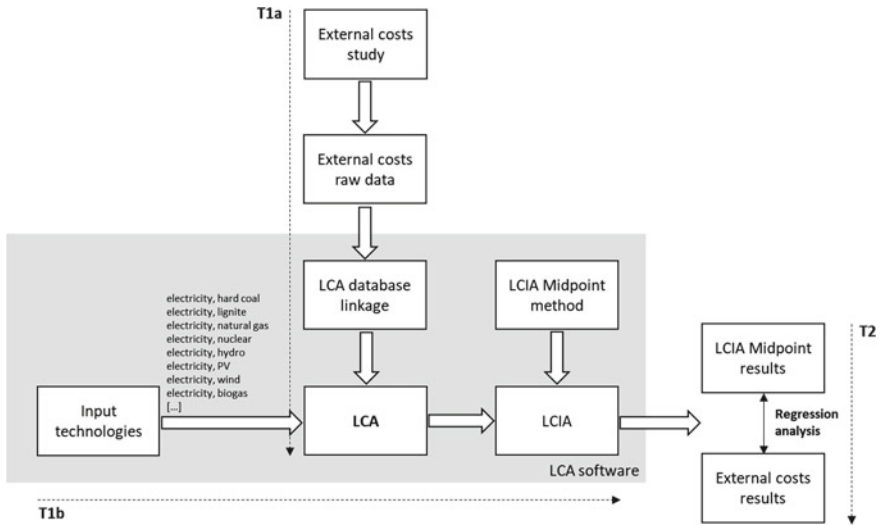 T1a
External costs
study
External costs
raw data
LCA database
linkage
LCIA Midpoint
method
electricity, hard coal
electricity, lignite
electricity, natural gas
electricity, nuclear
electricity, hydro
electricity, PV
electricity, wind
electricity, biogas
[...]
Input
technologies
LCA
LCIA
LCA software
T1b
T2
LCIA Midpoint
results
Regression
analysis
External costs
results